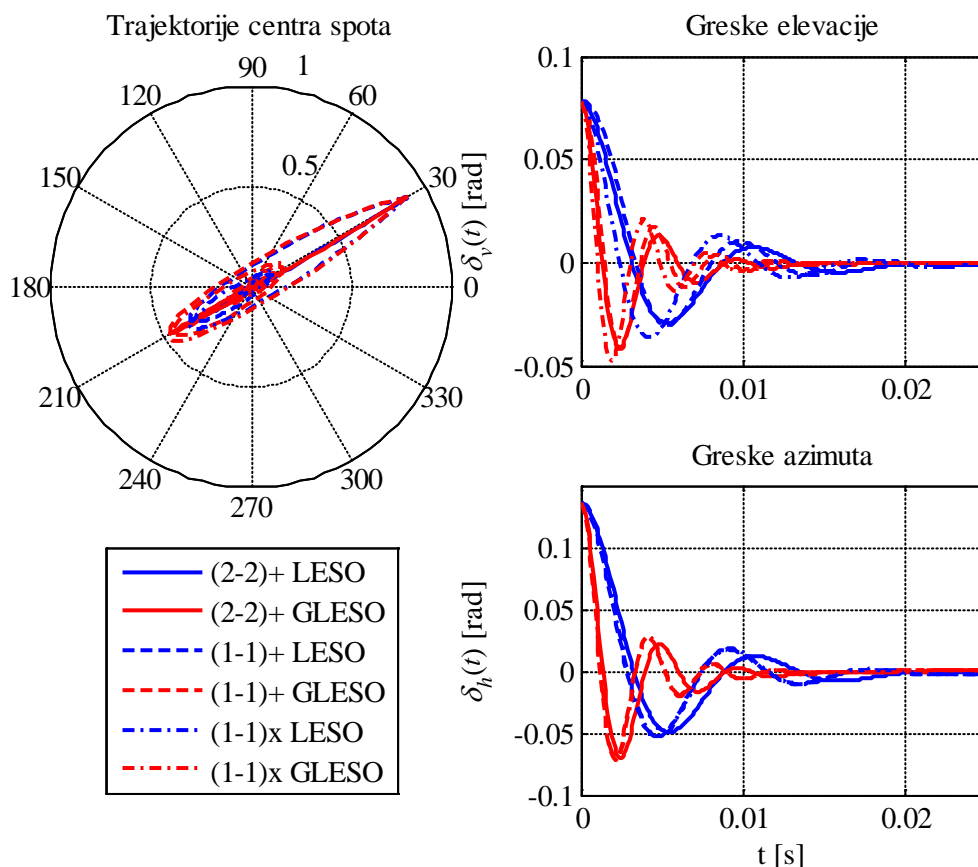 Trajektorije centra spota
90
1
120
60
0.5
150
30
180
0
210
330
240
300
270
(2-2)+ LESO
(2-2)+ GLESO
(1-1)+ LESO
(1-1)+ GLESO
(1-1)x LESO
(1-1)x GLESO
Greske elevacije
δv(t) [rad]
0.1
0.05
0
-0.05
0
0.01
0.02
Greske azimuta
δh(t) [rad]
0.1
0.05
0
-0.05
-0.1
0
0.01
0.02
t [s]